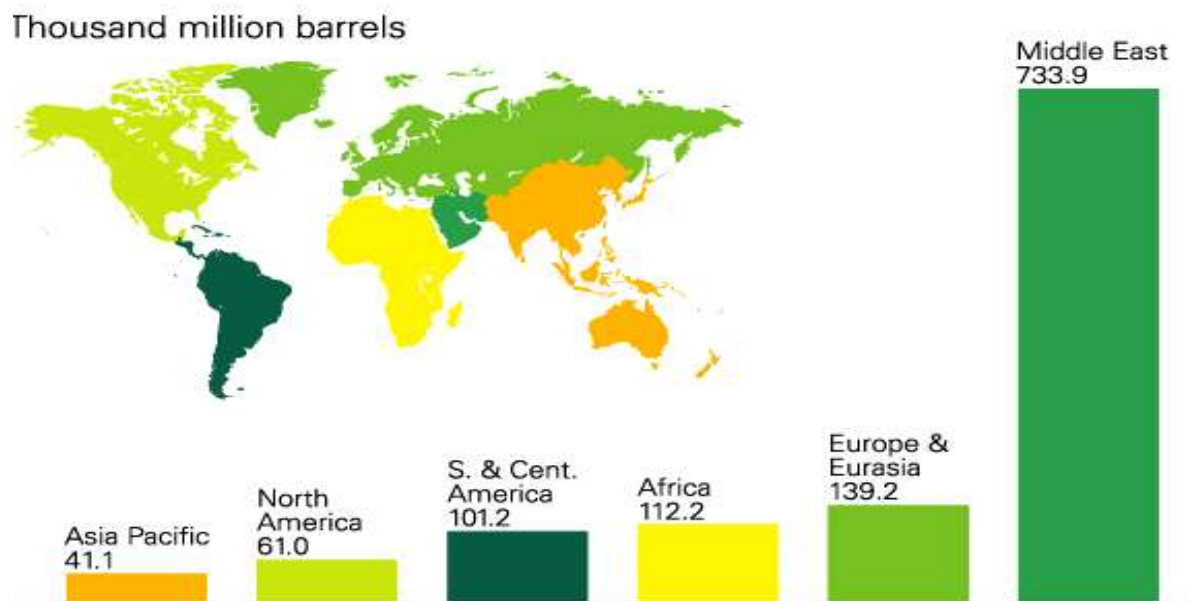 Thousand million barrels
Middle East
733.9
Europe &
Eurasia
139.2
Africa
112.2
S. & Cent.
America
101.2
North
America
61.0
Asia Pacific
41.1